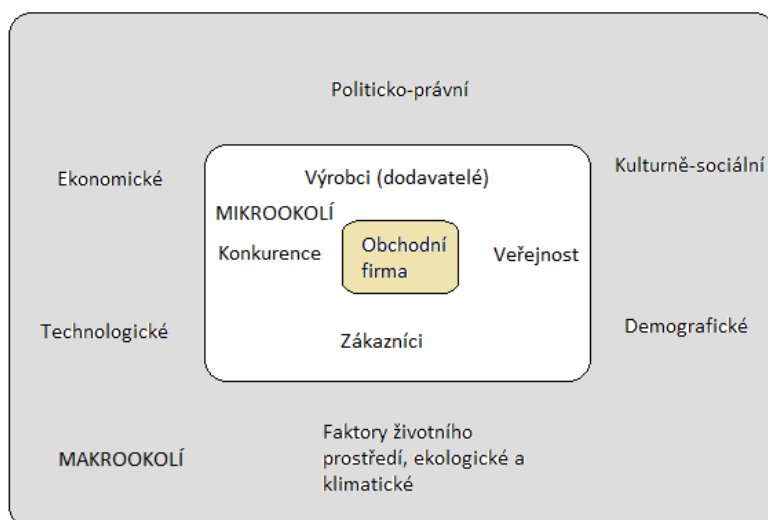 Politicko-právní
Ekonomické
Kulturně-sociální
Výrobci (dodavatelé)
MIKROOKOLÍ
Konkurence
Obchodní
firma
Veřejnost
Technologické
Zákazníci
Demografické
MAKROOKOLÍ
Faktory životního
prostředí, ekologické a
klimatické